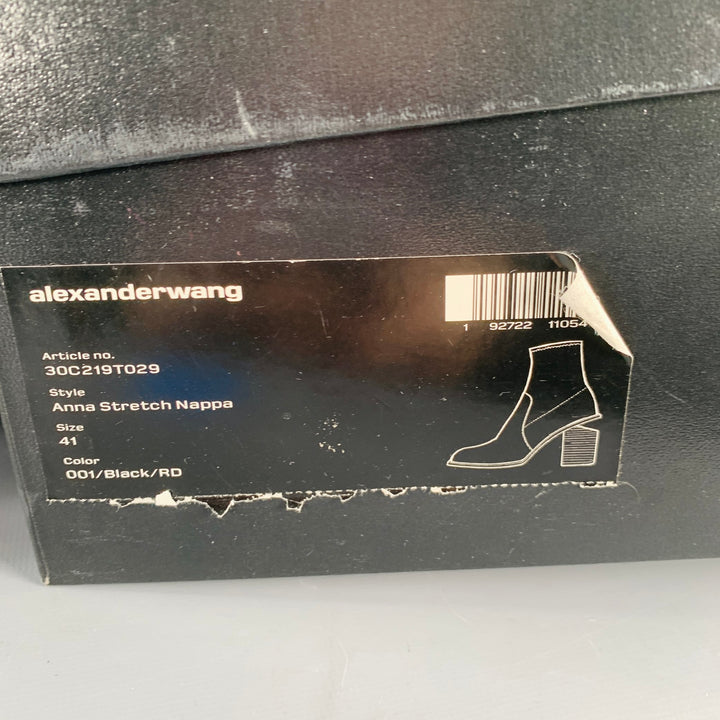 alexanderwang
1 92722 11054
Article no.
30C219T029
Style
Anna Stretch Nappa
Size
41
Color
001/Black/RD